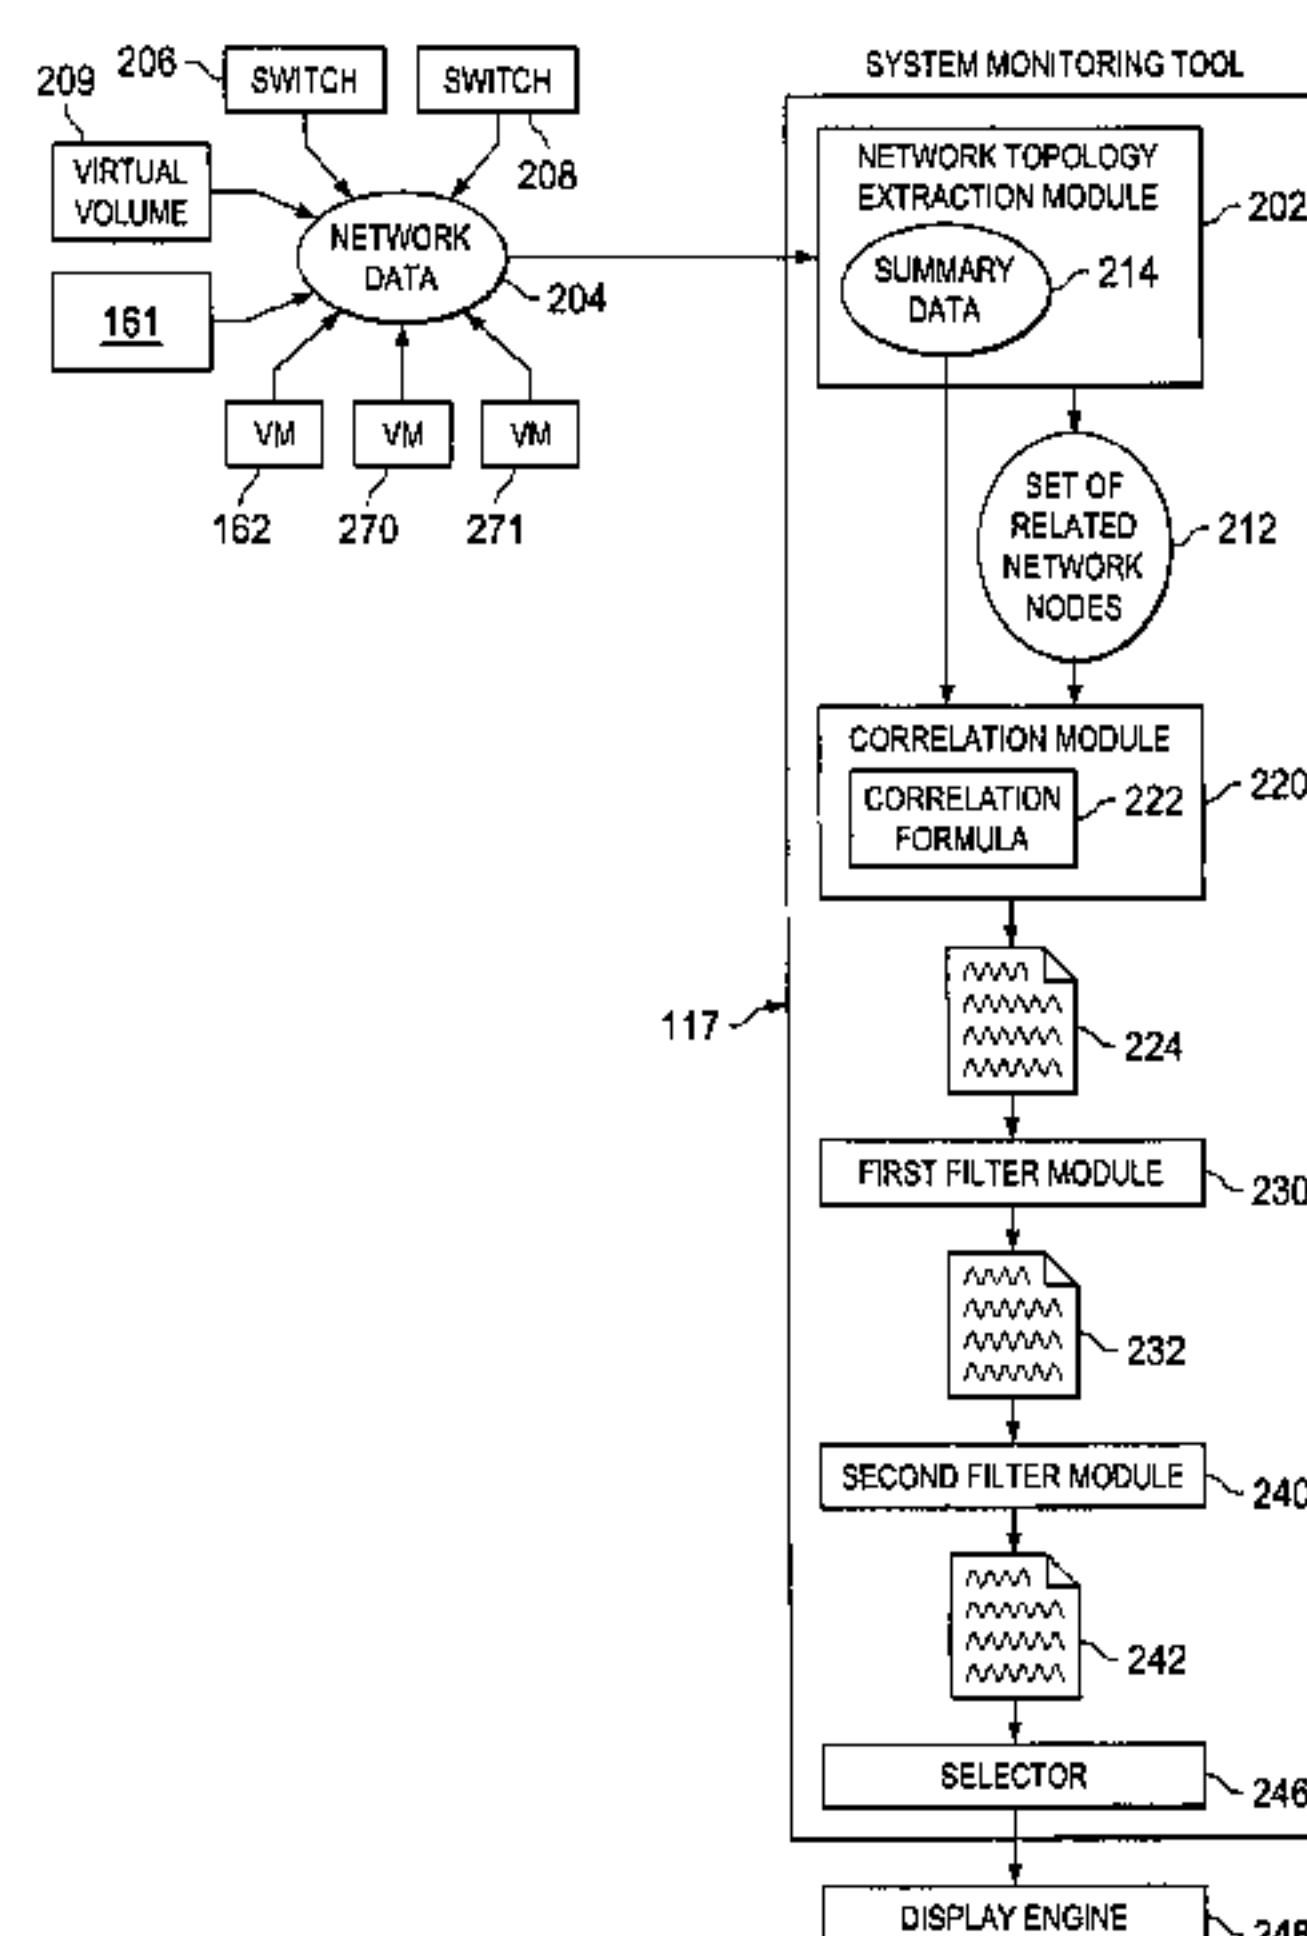 SYSTEM MONITORING TOOL
206
SWITCH
SWITCH
209
208
VIRTUAL
VOLUME
NETWORK
DATA
204
161
VM
VM
VM
162
270
271
NETWORK TOPOLOGY
EXTRACTION MODULE
202
SUMMARY
DATA
214
SET OF
RELATED
NETWORK
NODES
212
CORRELATION MODULE
220
CORRELATION
FORMULA
222
117
224
FIRST FILTER MODULE
230
232
SECOND FILTER MODULE
240
242
SELECTOR
246
DISPLAY ENGINE